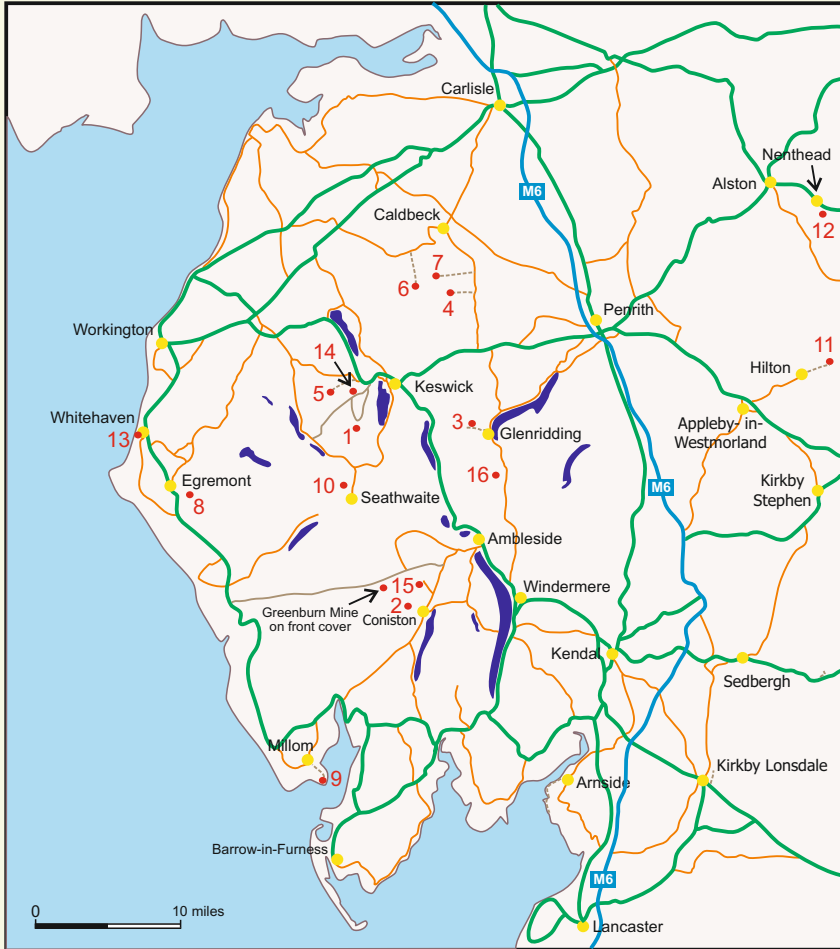 Carlisle
M6
Nenthead
Alston
12
Caldbeck
7
6
4
Penrith
Workington
14
11
Hilton
5
Keswick
Whitehaven
13
1
3
Glenridding
Appleby- in-
Westmorland
Egremont
8
10
Seathwaite
16
M6
Kirkby
Stephen
Ambleside
15
Greenburn Mine
on front cover
2
Coniston
Windermere
Kendal
Sedbergh
Millom
9
Arnside
Kirkby Lonsdale
Barrow-in-Furness
M6
0
10 miles
Lancaster